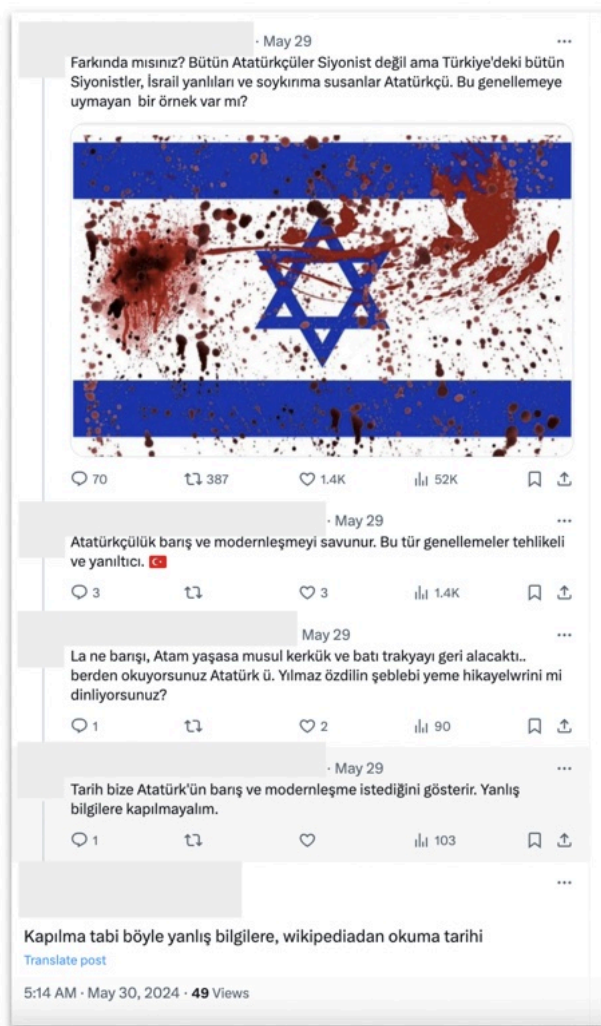 · May 29
Farkında mısınız? Bütün Atatürkçüler Siyonist değil ama Türkiye'deki bütün
Siyonistler, İsrail yanlıları ve soykırıma susanlar Atatürkçü. Bu genellemeye
uymayan bir örnek var mı?
70 387 1.4K 52K
· May 29
Atatürkçülük barış ve modernleşmeyi savunur. Bu tür genellemeler tehlikeli
ve yanıltıcı.
3 3 1.4K
May 29
La ne barışı, Atam yaşasa musul kerkük ve batı trakyayı geri alacaktı..
berden okuyorsunuz Atatürk ü. Yılmaz özdilin şeblebi yeme hikayelwrini mi
dinliyorsunuz?
1 2 90
· May 29
Tarih bize Atatürk'ün barış ve modernleşme istediğini gösterir. Yanlış
bilgilere kapılmayalım.
1 103
Kapılma tabi böyle yanlış bilgilere, wikipediadan okuma tarihi
Translate post
5:14 AM · May 30, 2024 · 49 Views